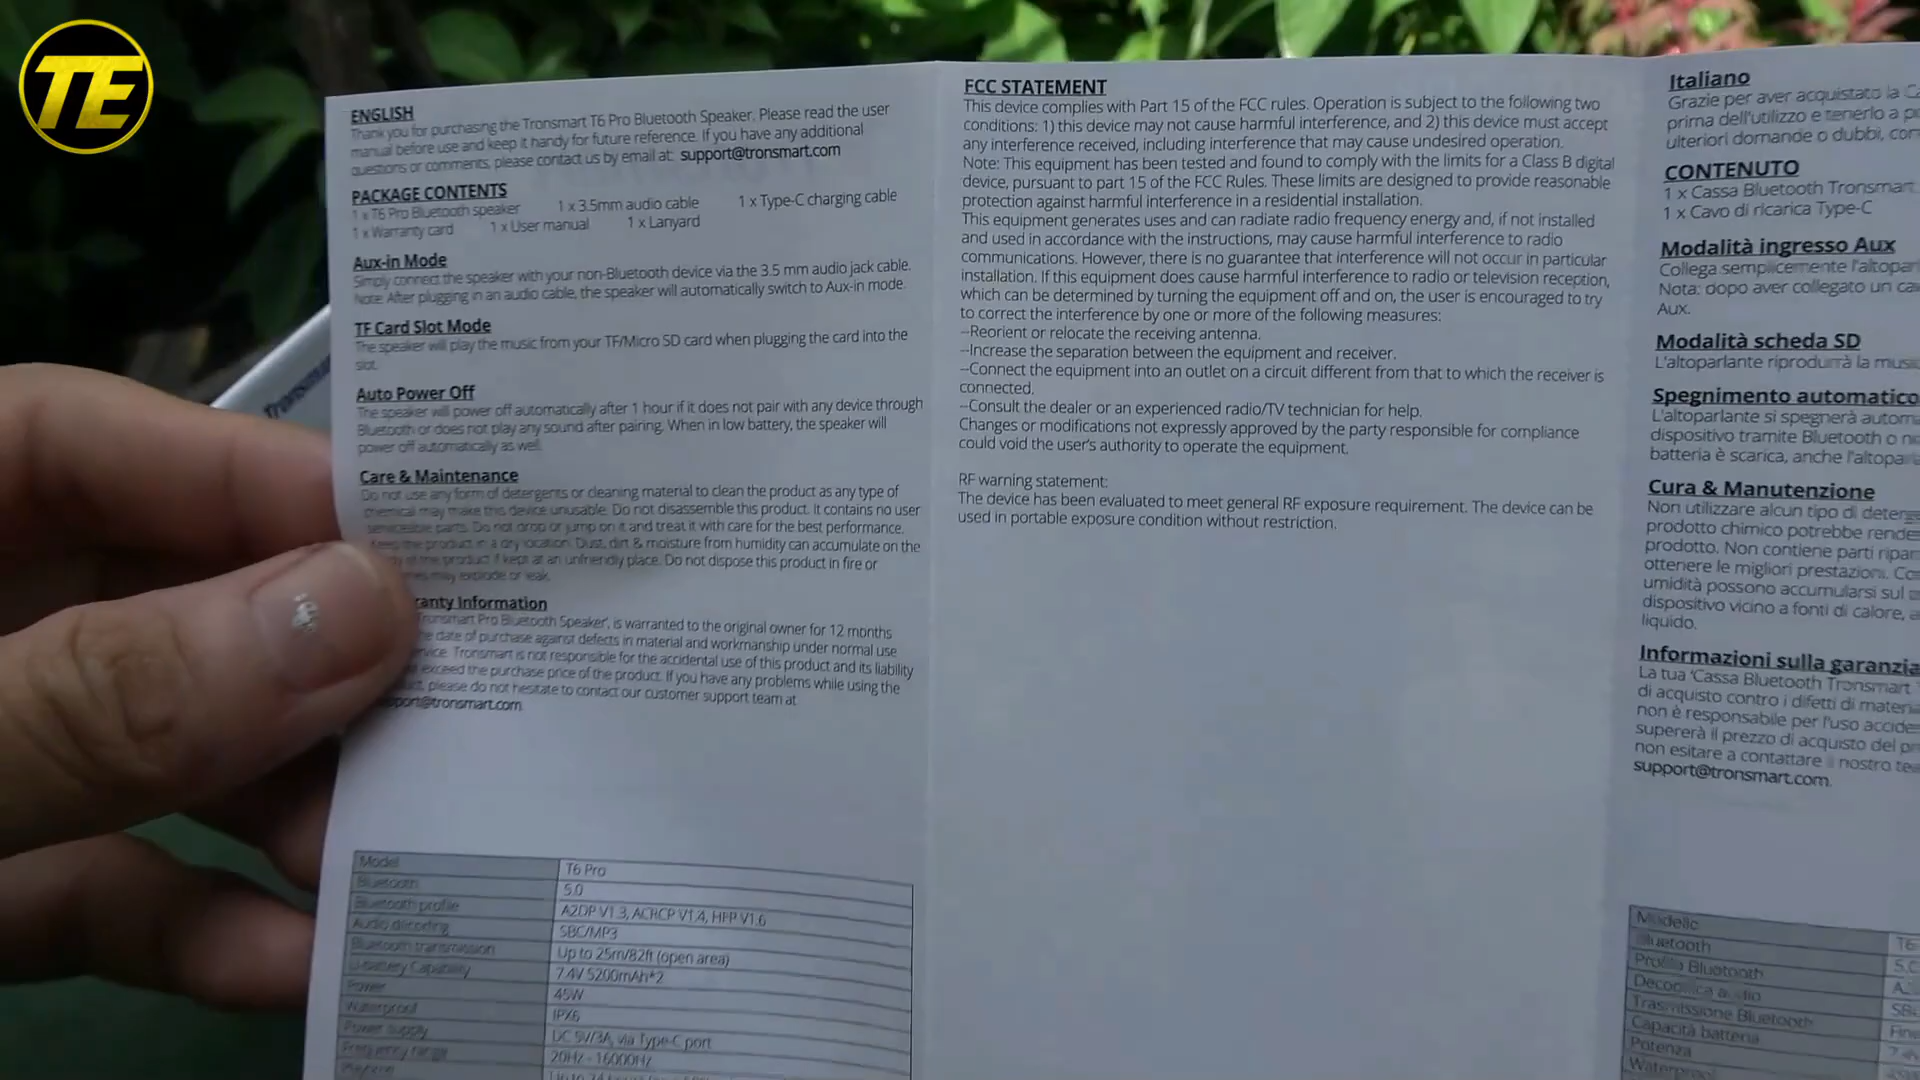 TE
ENGLISH
Thank you for purchasing the Tronsmart T6 Pro Bluetooth Speaker. Please read the user
manual before use and keep it handy for future reference. If you have any additional
questions or comments, please contact us by email at: support@tronsmart.com
PACKAGE CONTENTS
1 x T6 Pro Bluetooth speaker 1 x 3.5mm audio cable 1 x Type-C charging cable
1 x Warranty card 1 x User manual 1 x Lanyard
Aux-in Mode
Simply connect the speaker with your non-Bluetooth device via the 3.5 mm audio jack cable.
Note: After plugging in an audio cable, the speaker will automatically switch to Aux-in mode.
TF Card Slot Mode
The speaker will play the music from your TF/Micro SD card when plugging the card into the
slot.
Auto Power Off
The speaker will power off automatically after 1 hour if it does not pair with any device through
Bluetooth or does not play any sound after pairing. When in low battery, the speaker will
power off automatically as well.
Care & Maintenance
Do not use any form of detergents or cleaning material to clean the product as any type of
chemical may make this device unusable. Do not disassemble this product. It contains no user
serviceable parts. Do not drop or jump on it and treat it with care for the best performance.
Keep the product in a dry location. Dust, dirt & moisture from humidity can accumulate on the
of the product if kept at an unfriendly place. Do not dispose this product in fire or
may explode or leak.
ranty Information
Tronsmart Pro Bluetooth Speaker', is warranted to the original owner for 12 months
e date of purchase against defects in material and workmanship under normal use
rvice. Tronsmart is not responsible for the accidental use of this product and its liability
exceed the purchase price of the product. If you have any problems while using the
ct, please do not hesitate to contact our customer support team at
pport@tronsmart.com
Model T6 Pro
Bluetooth 5.0
Bluetooth profile A2DP V1.3, ACRCP V1.4, HFP V1.6
Audio decoding SBC/MP3
Bluetooth transmission Up to 25m/82ft (open area)
Li-battery Capability 7.4V 5200mAh*2
Power 45W
Waterproof IPX6
Power supply DC 5V/3A, via Type-C port
Frequency range 20Hz - 16000Hz
Up to 24
FCC STATEMENT
This device complies with Part 15 of the FCC rules. Operation is subject to the following two
conditions: 1) this device may not cause harmful interference, and 2) this device must accept
any interference received, including interference that may cause undesired operation.
Note: This equipment has been tested and found to comply with the limits for a Class B digital
device, pursuant to part 15 of the FCC Rules. These limits are designed to provide reasonable
protection against harmful interference in a residential installation.
This equipment generates uses and can radiate radio frequency energy and, if not installed
and used in accordance with the instructions, may cause harmful interference to radio
communications. However, there is no guarantee that interference will not occur in particular
installation. If this equipment does cause harmful interference to radio or television reception,
which can be determined by turning the equipment off and on, the user is encouraged to try
to correct the interference by one or more of the following measures:
--Reorient or relocate the receiving antenna.
--Increase the separation between the equipment and receiver.
--Connect the equipment into an outlet on a circuit different from that to which the receiver is
connected.
--Consult the dealer or an experienced radio/TV technician for help.
Changes or modifications not expressly approved by the party responsible for compliance
could void the user's authority to operate the equipment.
RF warning statement:
The device has been evaluated to meet general RF exposure requirement. The device can be
used in portable exposure condition without restriction.
Italiano
Grazie per aver acquistato la Ca
prima dell'utilizzo e tenerlo a p
ulteriori domande o dubbi, con
CONTENUTO
1 x Cassa Bluetooth Tronsmart
1 x Cavo di ricarica Type-C
Modalità ingresso Aux
Collega semplicemente l'altopar
Nota: dopo aver collegato un ca
Aux.
Modalità scheda SD
L'altoparlante riprodurrà la musi
Spegnimento automatico
L'altoparlante si spegnerà autom
dispositivo tramite Bluetooth o n
batteria è scarica, anche l'altopa
Cura & Manutenzione
Non utilizzare alcun tipo di deterg
prodotto chimico potrebbe rende
prodotto. Non contiene parti ripar
ottenere le migliori prestazioni. Co
umidità possono accumularsi sul
dispositivo vicino a fonti di calore, a
liquido.
Informazioni sulla garanzia
La tua 'Cassa Bluetooth Tronsmart
di acquisto contro i difetti di materia
non è responsabile per l'uso accide
supererà il prezzo di acquisto del p
non esitare a contattare il nostro te
support@tronsmart.com.
Modello T6
Bluetooth 5.0
Profilo Bluetooth A
Decodifica audio SB
Trasmissione Bluetooth Fin
Capacità batteria 7.4
Potenza
Waterproof
Tronsmart